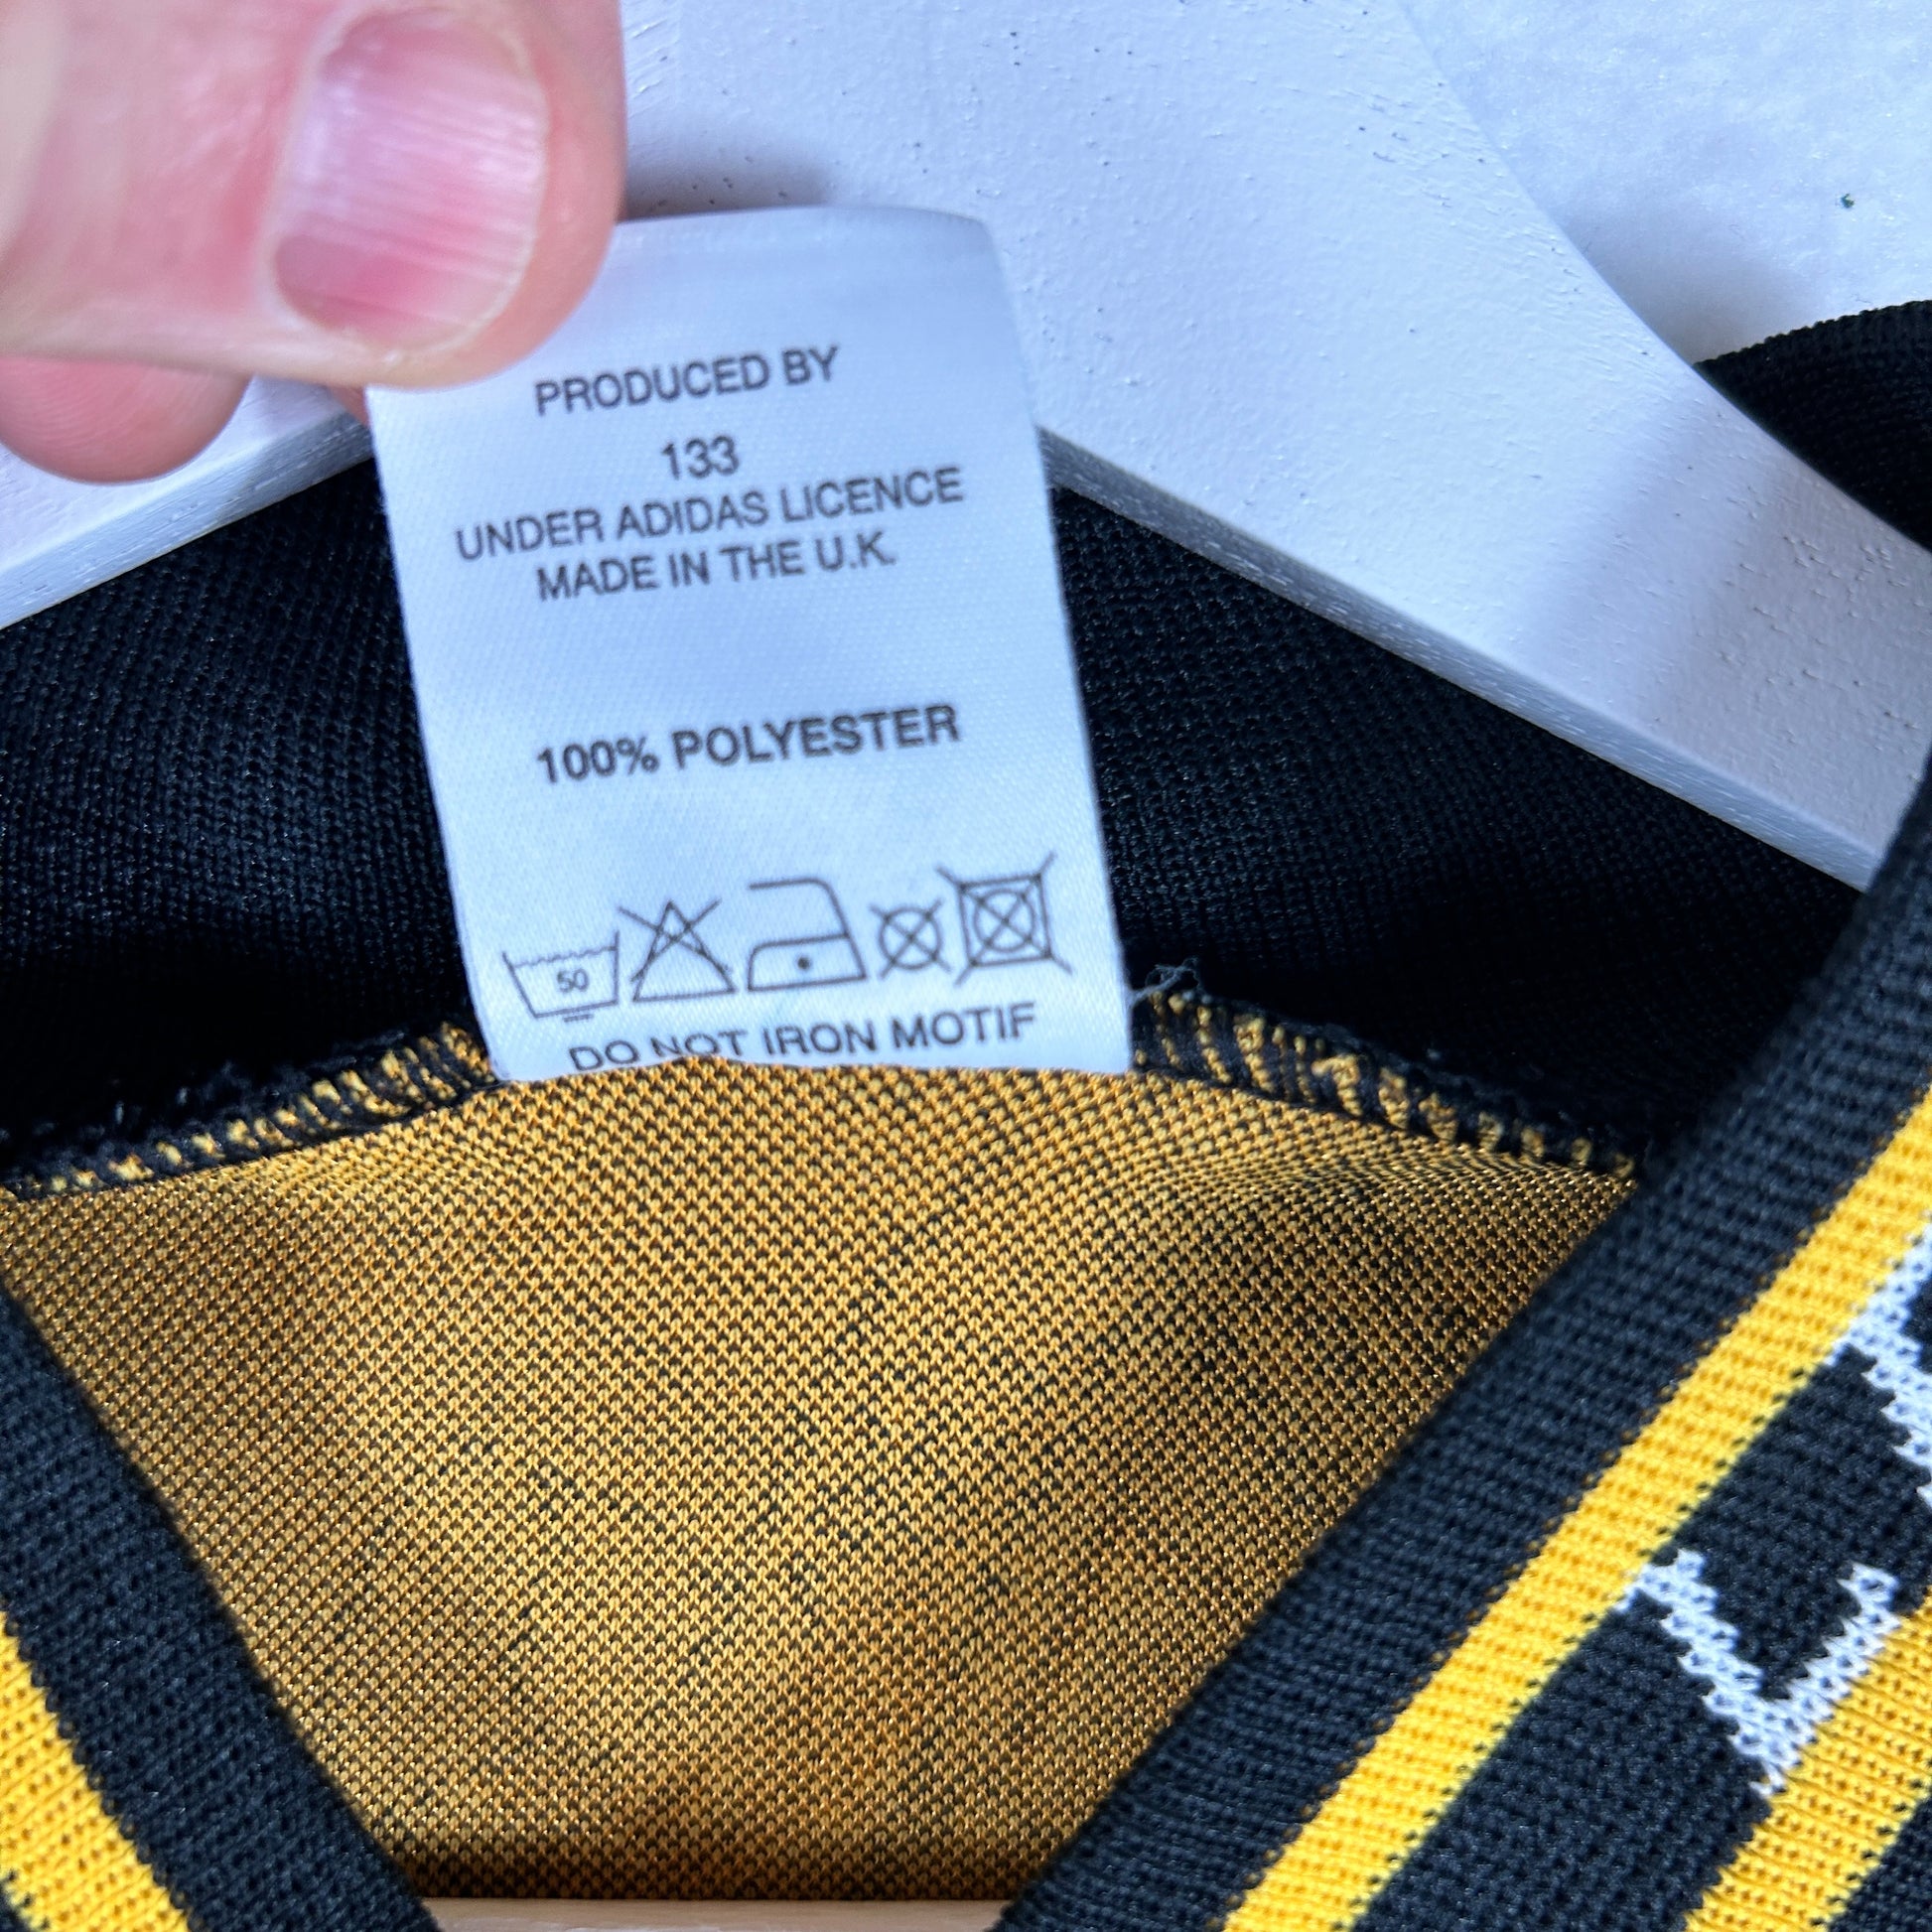 PRODUCED BY
133
UNDER ADIDAS LICENCE
MADE IN THE U.K.
100% POLYESTER
50
DO NOT IRON MOTIF